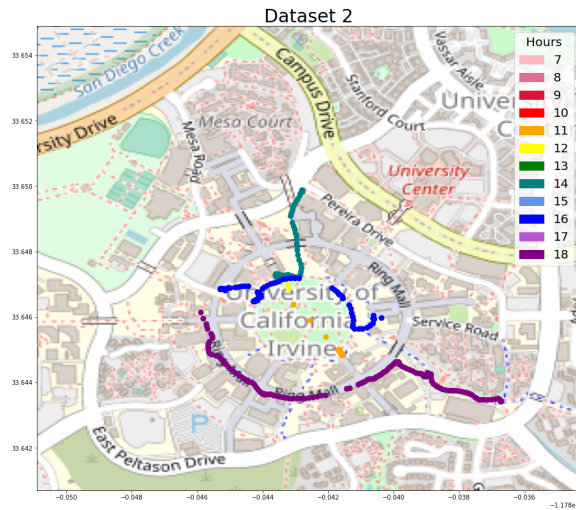 Dataset 2
33.654
33.652
33.650
33.648
33.646
33.644
33.642
San Diego Creek
Campus Drive
Vassar Aisle
Stanford Court
Mesa Court
Mesa Road
University
Center
Pereira Drive
Ring Mall
University of
California
Irvine
Service Road
Ring Mall
P
East Peltason Drive
Hours
7
8
9
10
11
12
13
14
15
16
17
18
−0.050
−0.048
−0.046
−0.044
−0.042
−0.040
−0.038
−0.036
−1.178e